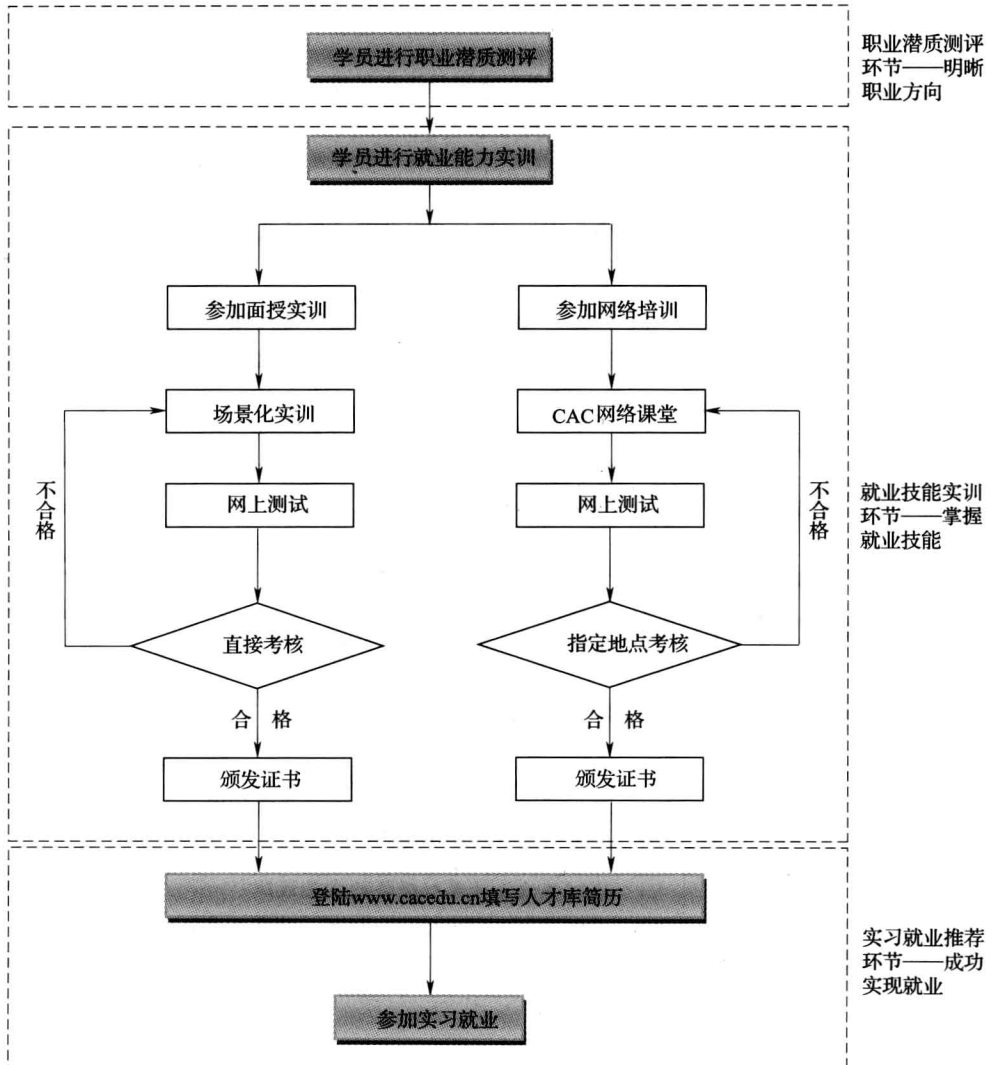 学员进行职业潜质测评
职业潜质测评
环节——明晰
职业方向
学员进行就业能力实训
参加面授实训
参加网络培训
场景化实训
CAC网络课堂
不合格
网上测试
网上测试
不合格
就业技能实训
环节——掌握
就业技能
直接考核
指定地点考核
合 格
合 格
颁发证书
颁发证书
登陆www.cacedu.cn填写人才库简历
实习就业推荐
环节——成功
实现就业
参加实习就业